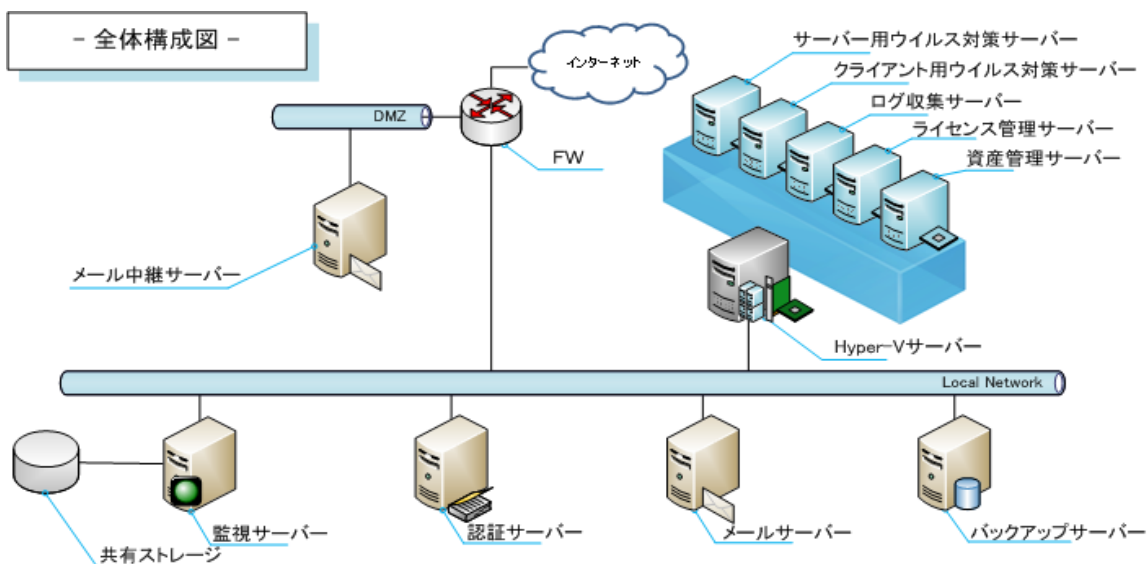 - 全体構成図 -
インターネット
サーバー用ウイルス対策サーバー
クライアント用ウイルス対策サーバー
ログ収集サーバー
ライセンス管理サーバー
資産管理サーバー
DMZ
FW
メール中継サーバー
Hyper-Vサーバー
Local Network
監視サーバー
認証サーバー
メールサーバー
バックアップサーバー
共有ストレージ